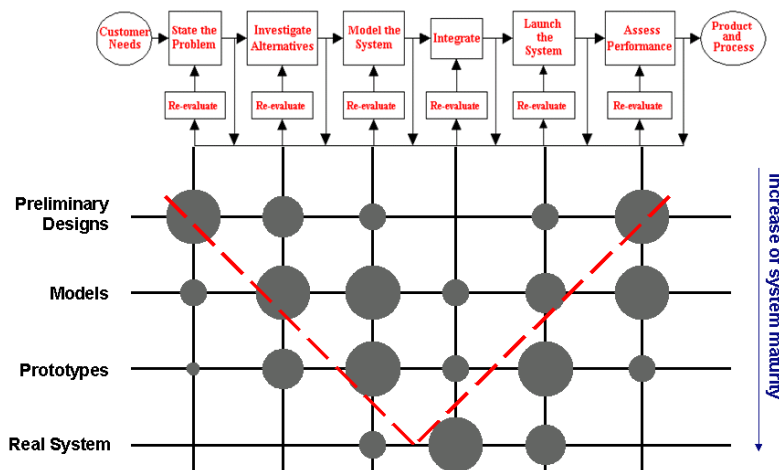 Customer
Needs
State the
Problem
Investigate
Alternatives
Model the
System
Integrate
Launch
the
System
Assess
Performance
Product
and
Process
Re-evaluate
Re-evaluate
Re-evaluate
Re-evaluate
Re-evaluate
Re-evaluate
Preliminary
Designs
Models
Prototypes
Real System
Increase of system maturity